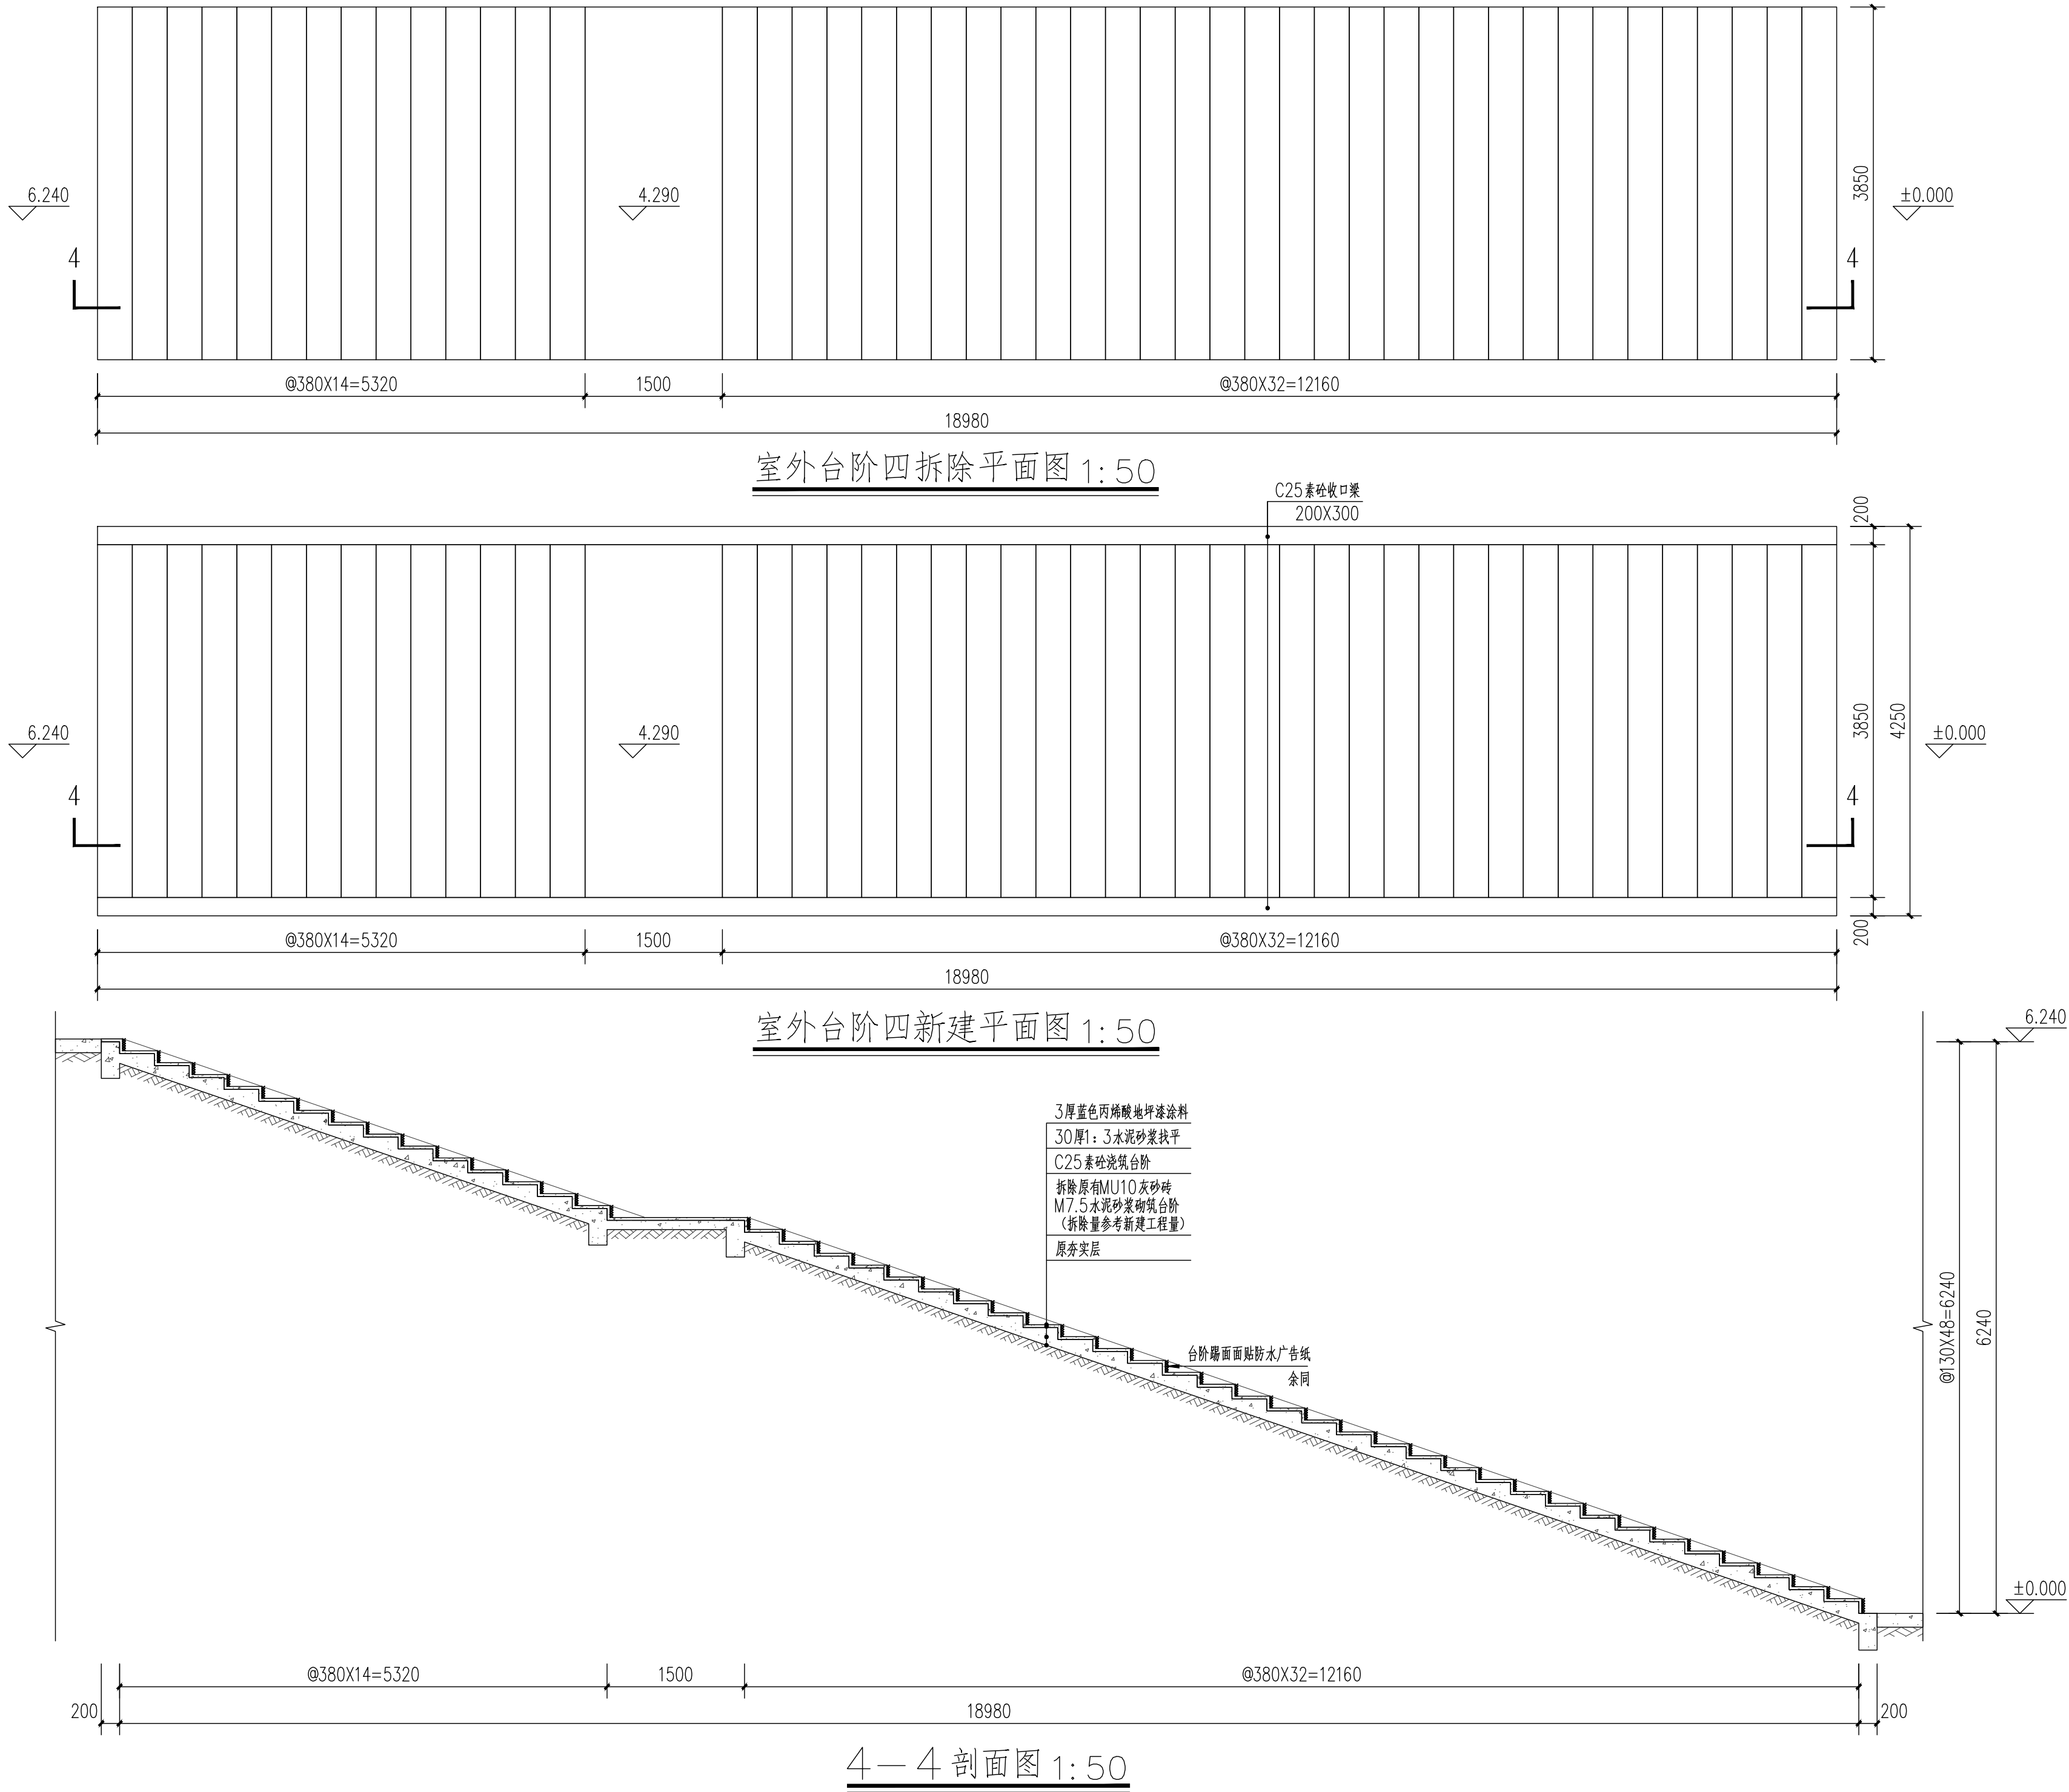 6.240
4.290
3850
±0.000
4
4
@380X14=5320
1500
@380X32=12160
18980
室外台阶四拆除平面图 1:50
C25素砼收口梁
200X300
200
6.240
4.290
3850
4250
±0.000
4
4
200
@380X14=5320
1500
@380X32=12160
18980
室外台阶四新建平面图 1:50
6.240
3厚蓝色丙烯酸地坪漆涂料
30厚1:3水泥砂浆找平
C25素砼浇筑台阶
拆除原有MU10灰砂砖
M7.5水泥砂浆砌筑台阶
(拆除量参考新建工程量)
原夯实层
台阶踢面面贴防水广告纸
余同
@130X48=6240
6240
±0.000
@380X14=5320
1500
@380X32=12160
200
18980
200
4—4剖面图 1:50